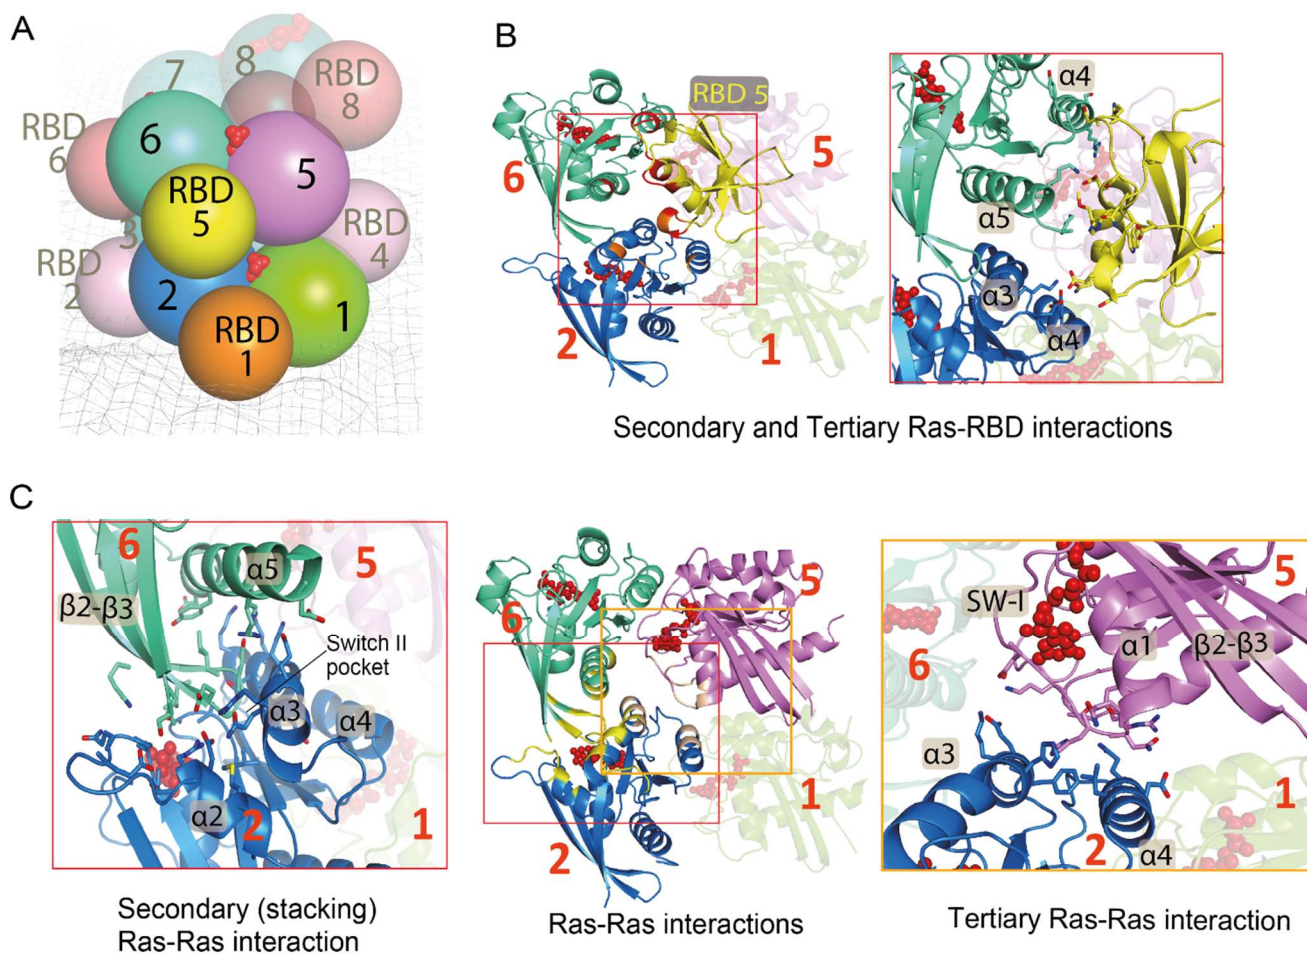 A
7
8
RBD
8
RBD
6
6
5
RBD
5
3
RBD
4
RBD
2
2
1
RBD
1
B
RBD 5
6
5
2
1
α4
α5
α3
α4
Secondary and Tertiary Ras-RBD interactions
C
6
α5
5
β2-β3
Switch II
pocket
α3
α4
α2
2
1
Secondary (stacking)
Ras-Ras interaction
6
5
1
2
Ras-Ras interactions
5
SW-I
α1
β2-β3
6
α3
1
2
α4
Tertiary Ras-Ras interaction